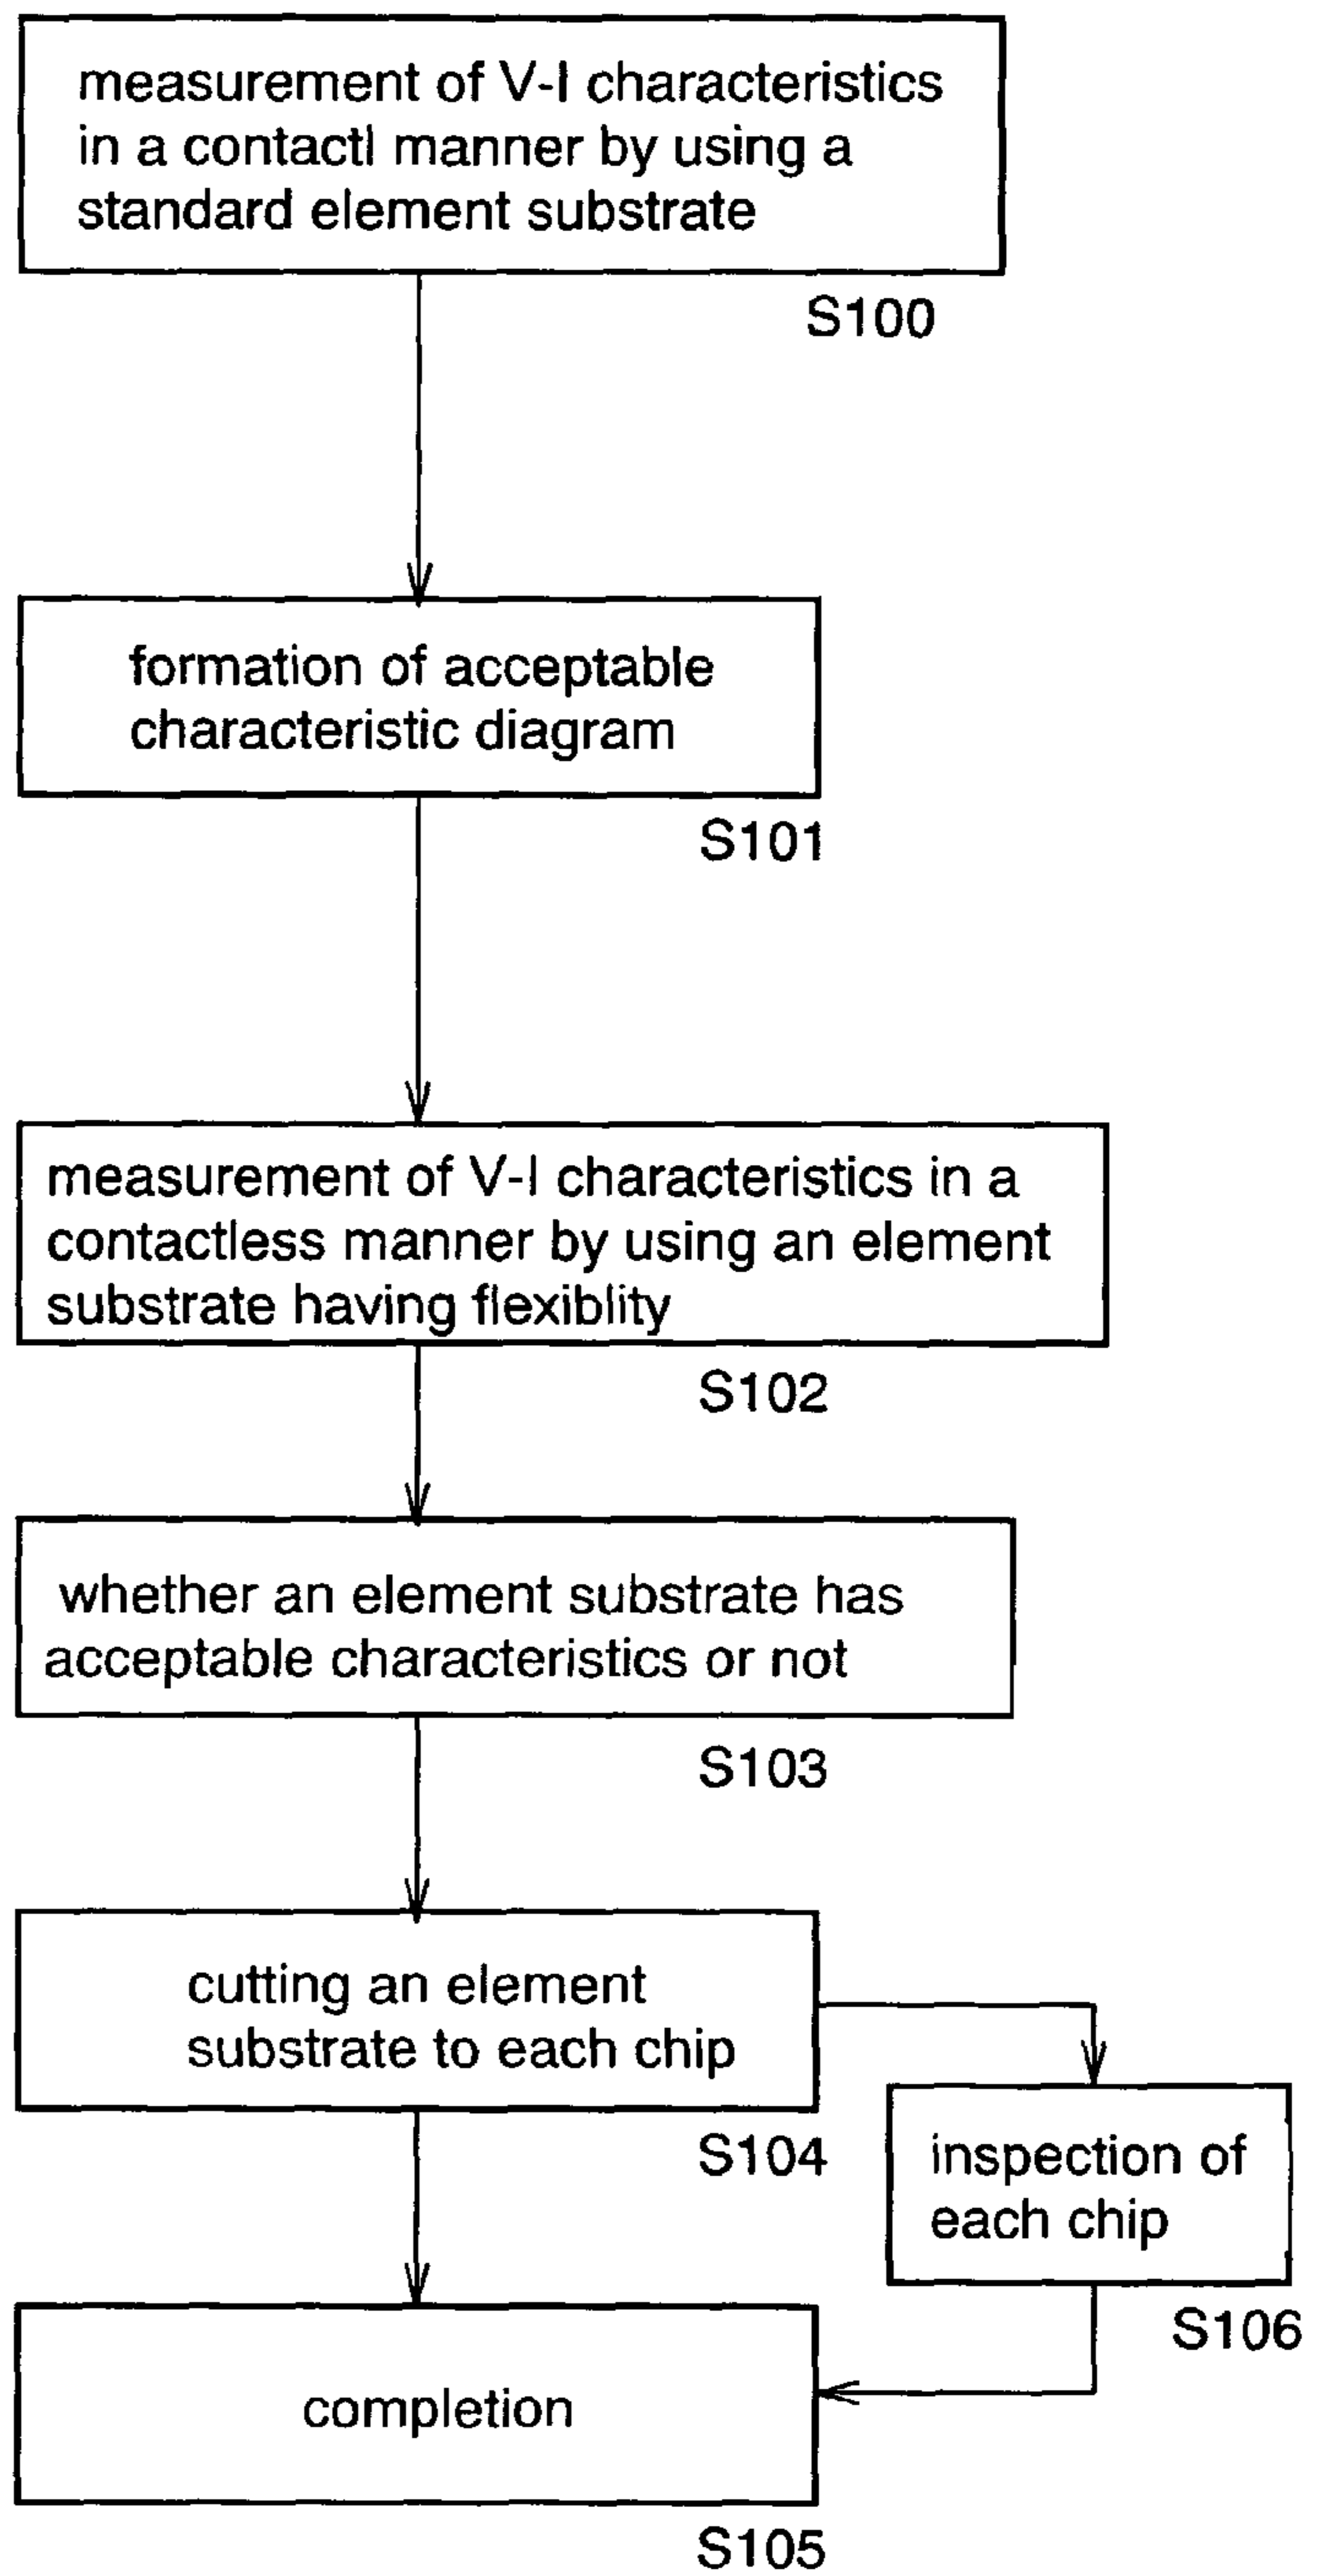 measurement of V-I characteristics
in a contactl manner by using a
standard element substrate
S100
formation of acceptable
characteristic diagram
S101
measurement of V-I characteristics in a
contactless manner by using an element
substrate having flexiblity
S102
whether an element substrate has
acceptable characteristics or not
S103
cutting an element
substrate to each chip
S104
inspection of
each chip
S106
completion
S105